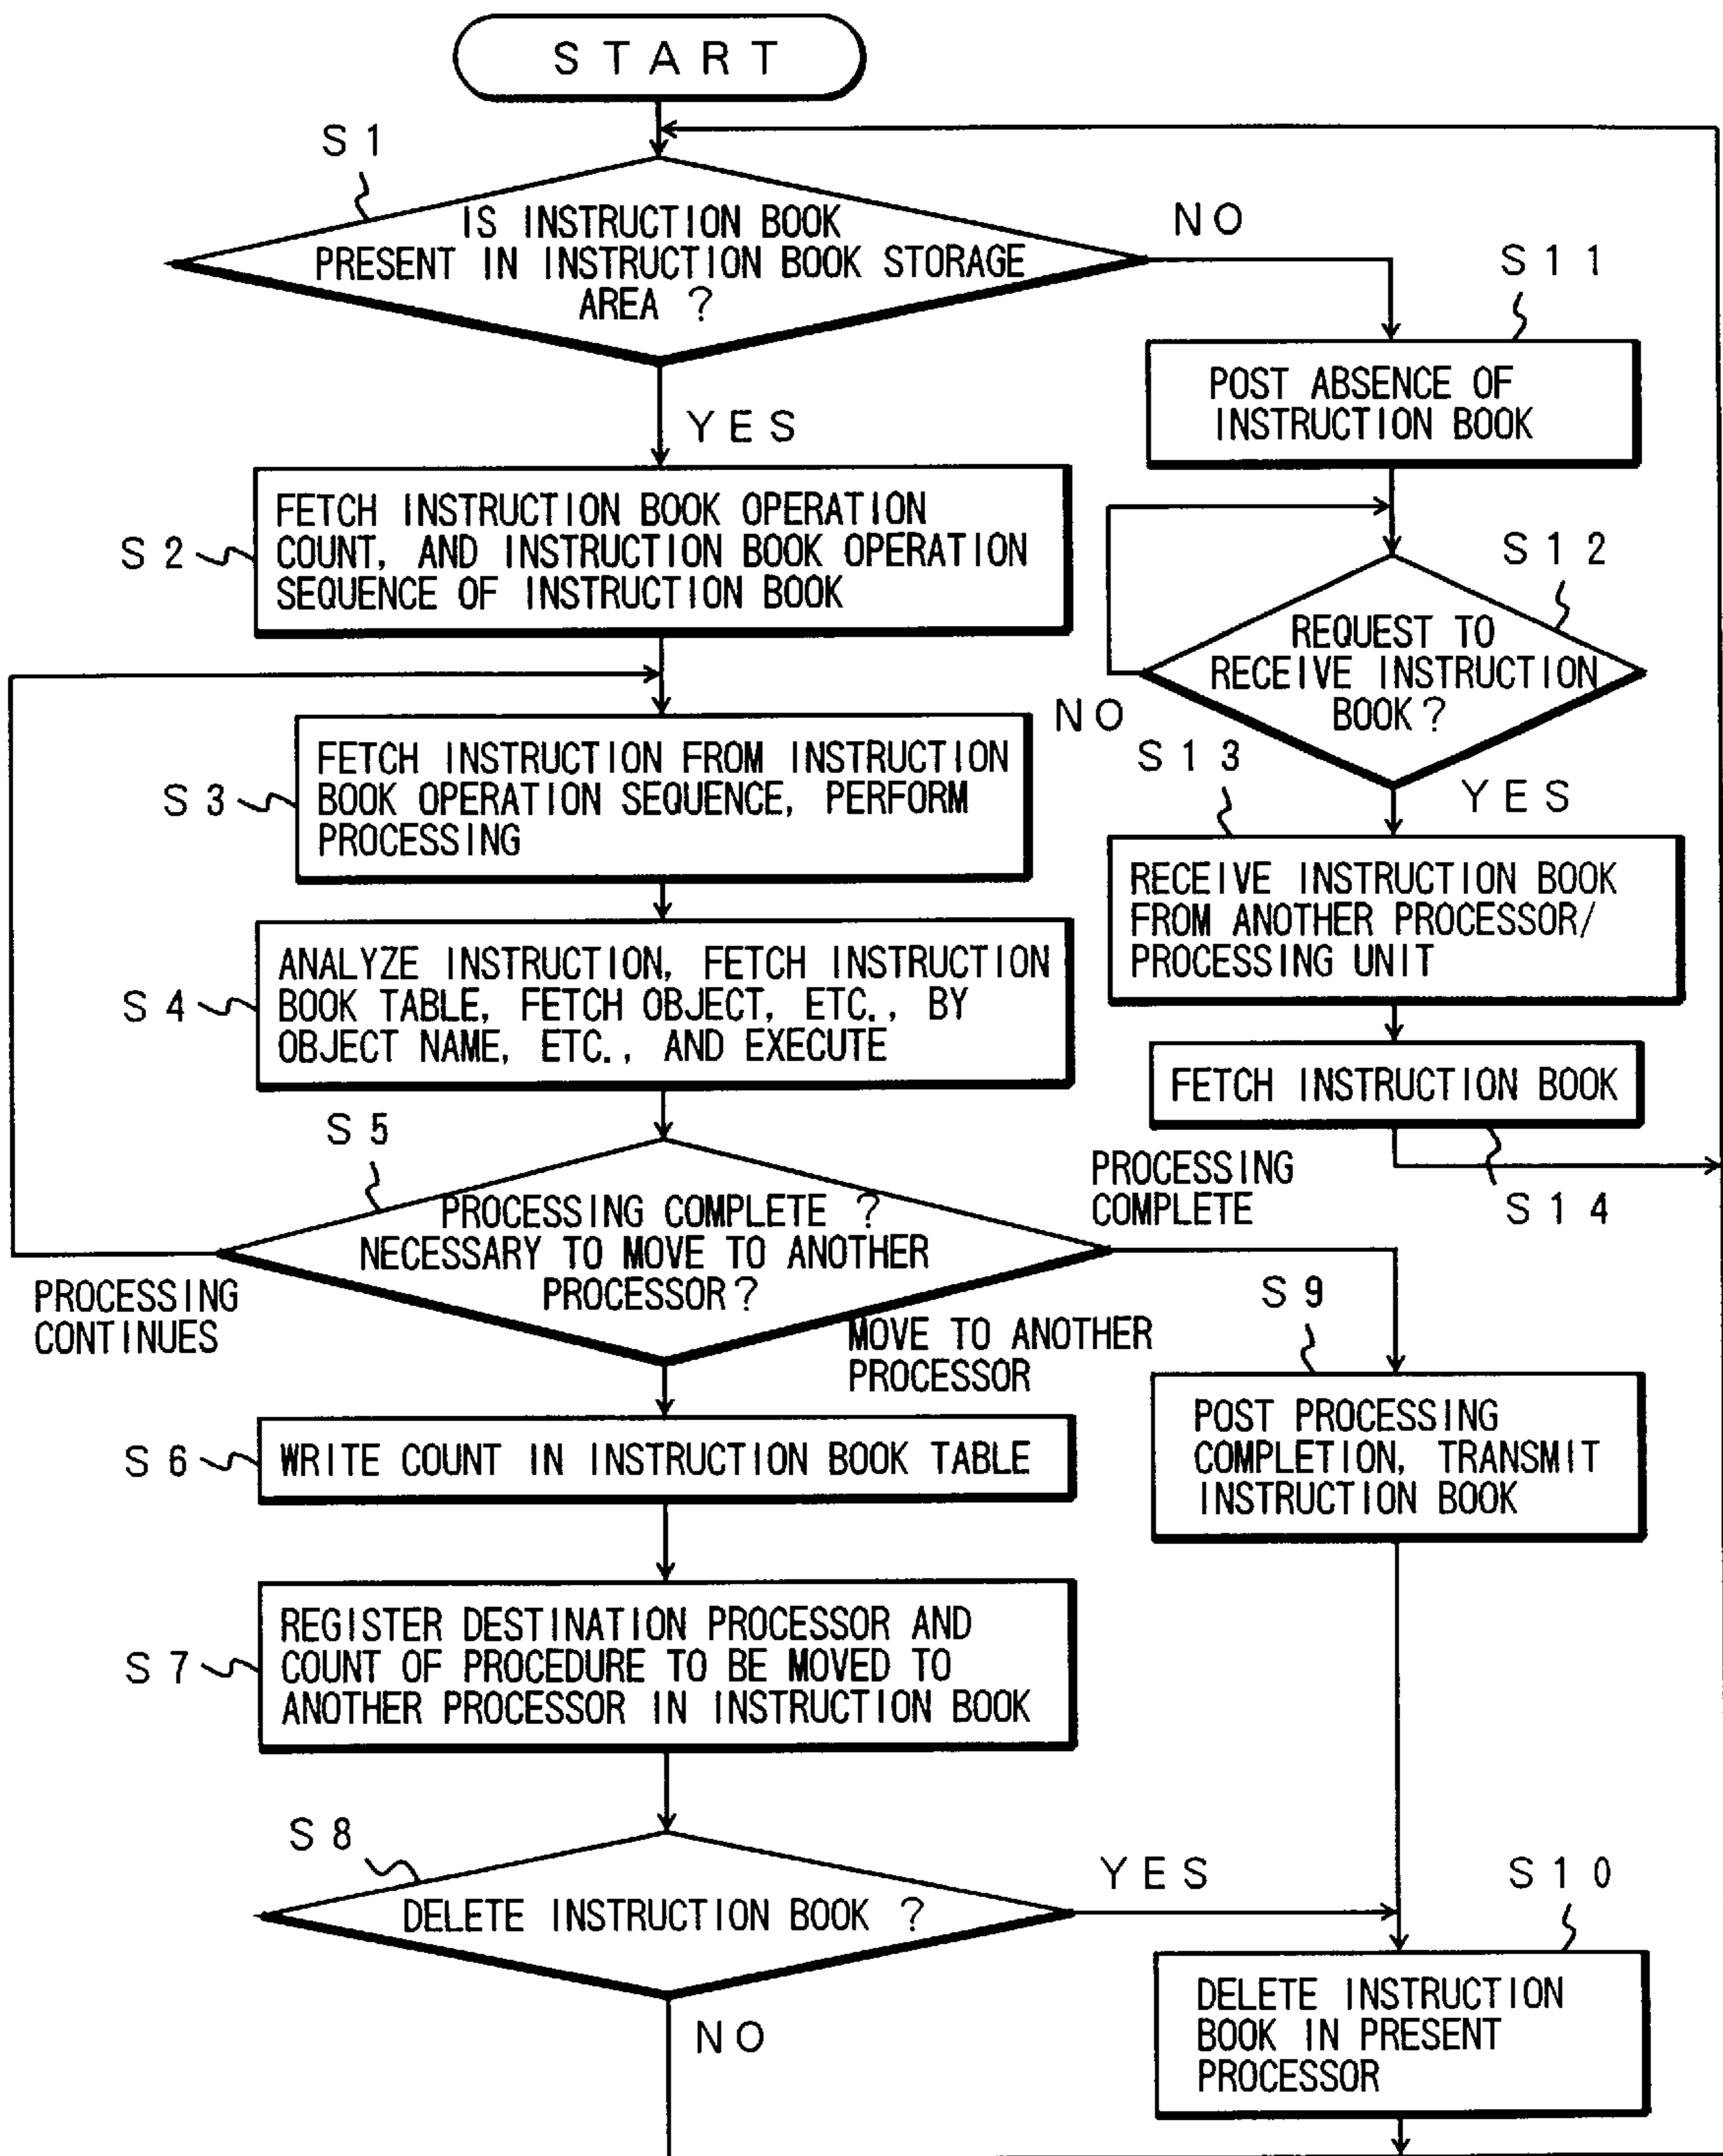 START
S1
IS INSTRUCTION BOOK
PRESENT IN INSTRUCTION BOOK STORAGE
AREA ?
NO
S11
POST ABSENCE OF
INSTRUCTION BOOK
YES
S2
FETCH INSTRUCTION BOOK OPERATION
COUNT, AND INSTRUCTION BOOK OPERATION
SEQUENCE OF INSTRUCTION BOOK
S12
REQUEST TO
RECEIVE INSTRUCTION
BOOK?
NO
YES
S3
FETCH INSTRUCTION FROM INSTRUCTION
BOOK OPERATION SEQUENCE, PERFORM
PROCESSING
S13
RECEIVE INSTRUCTION BOOK
FROM ANOTHER PROCESSOR/
PROCESSING UNIT
S4
ANALYZE INSTRUCTION, FETCH INSTRUCTION
BOOK TABLE, FETCH OBJECT, ETC., BY
OBJECT NAME, ETC., AND EXECUTE
FETCH INSTRUCTION BOOK
S14
S5
PROCESSING COMPLETE ?
NECESSARY TO MOVE TO ANOTHER
PROCESSOR?
PROCESSING
COMPLETE
PROCESSING
CONTINUES
MOVE TO ANOTHER
PROCESSOR
S9
POST PROCESSING
COMPLETION, TRANSMIT
INSTRUCTION BOOK
S6
WRITE COUNT IN INSTRUCTION BOOK TABLE
S7
REGISTER DESTINATION PROCESSOR AND
COUNT OF PROCEDURE TO BE MOVED TO
ANOTHER PROCESSOR IN INSTRUCTION BOOK
S8
DELETE INSTRUCTION BOOK ?
YES
S10
NO
DELETE INSTRUCTION
BOOK IN PRESENT
PROCESSOR